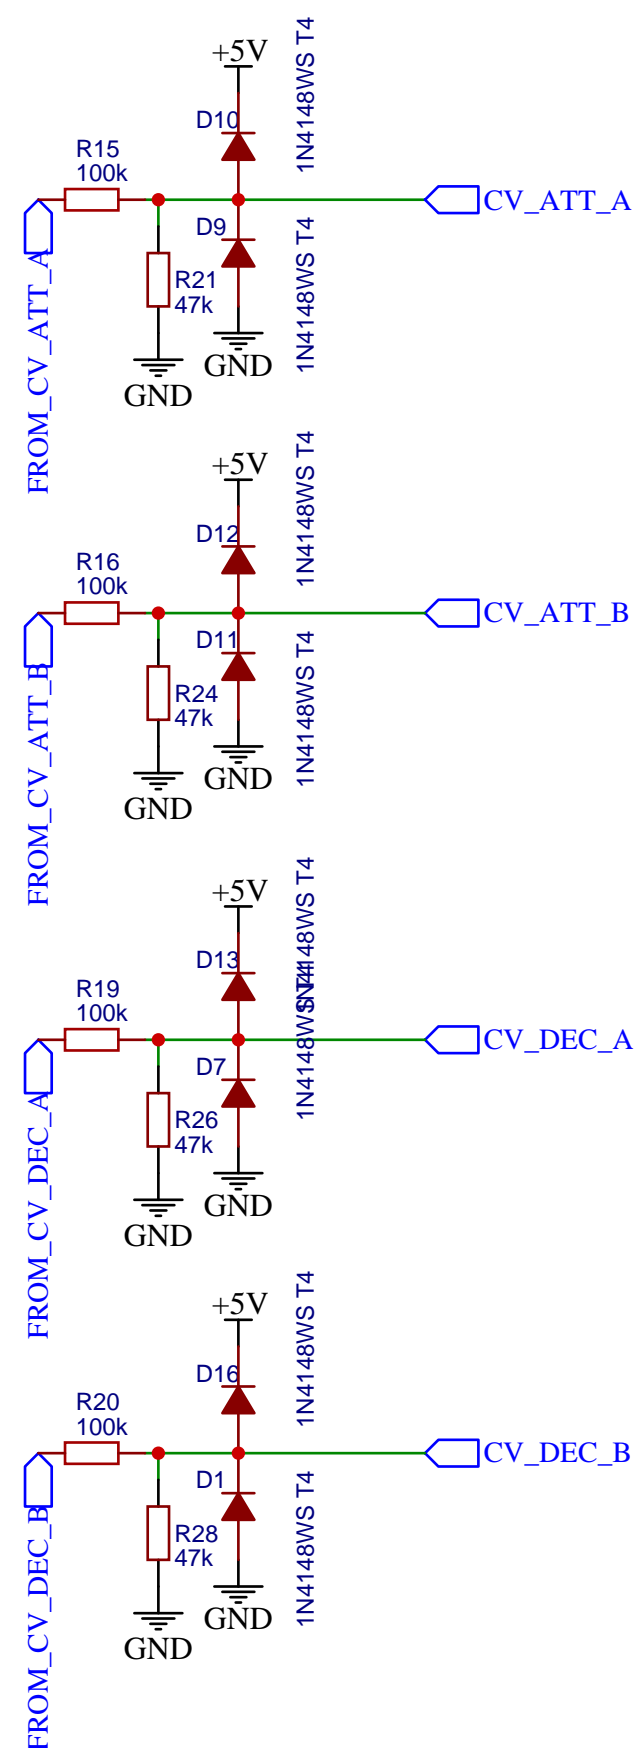 +5V
D10
1N4148WS T4
R15
100k
CV_ATT_A
FROM_CV_ATT_A
D9
1N4148WS T4
R21
47k
GND
GND
+5V
D12
1N4148WS T4
R16
100k
CV_ATT_B
FROM_CV_ATT_B
D11
1N4148WS T4
R24
47k
GND
GND
+5V
D13
1N4148WS T4
R19
100k
CV_DEC_A
FROM_CV_DEC_A
D7
1N4148WS T4
R26
47k
GND
GND
+5V
D16
1N4148WS T4
R20
100k
CV_DEC_B
FROM_CV_DEC_B
D1
1N4148WS T4
R28
47k
GND
GND